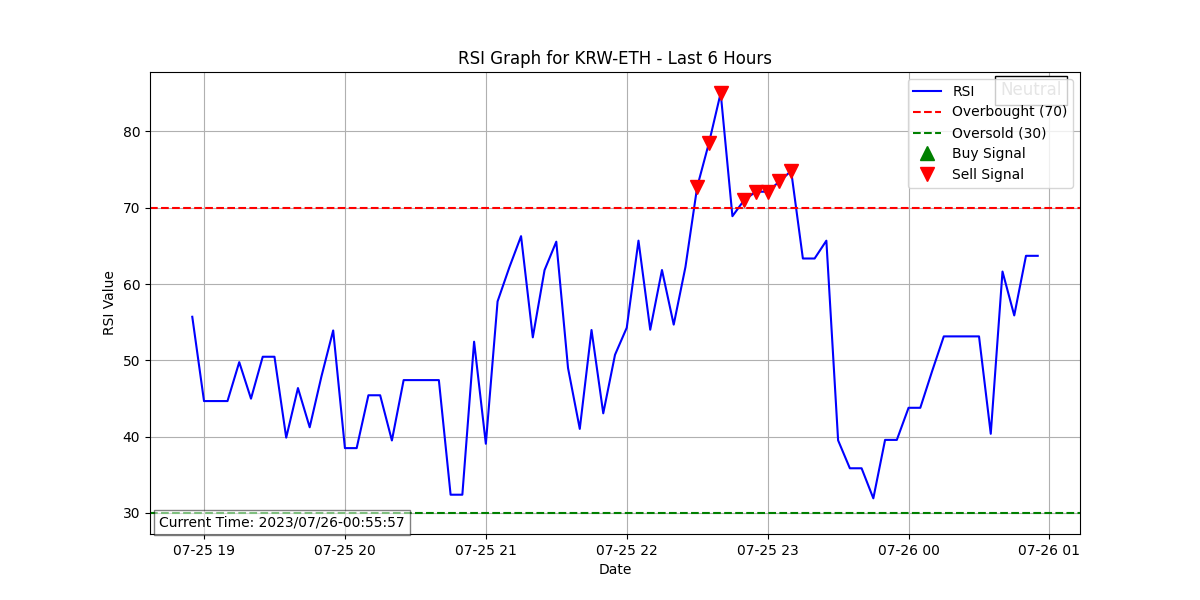 RSI Graph for KRW-ETH - Last 6 Hours
RSI
Neutral
Overbought (70)
Oversold (30)
Buy Signal
Sell Signal
RSI Value
80
70
60
50
40
30
Current Time: 2023/07/26-00:55:57
07-25 19
07-25 20
07-25 21
07-25 22
07-25 23
07-26 00
07-26 01
Date